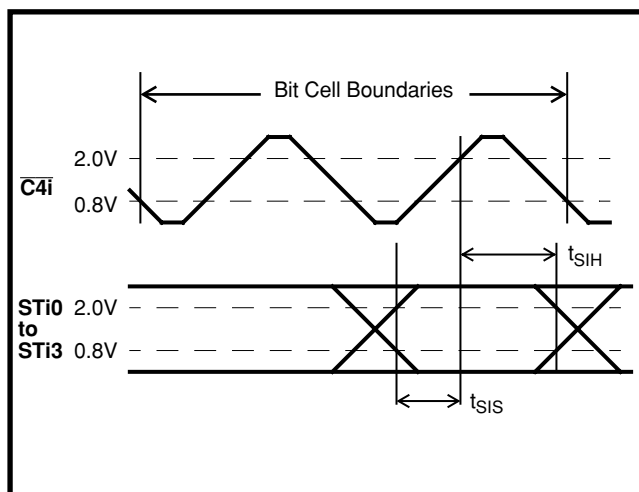 Bit Cell Boundaries
2.0V
C4i
0.8V
tSIH
STi0
2.0V
to
STi3
0.8V
tSIS